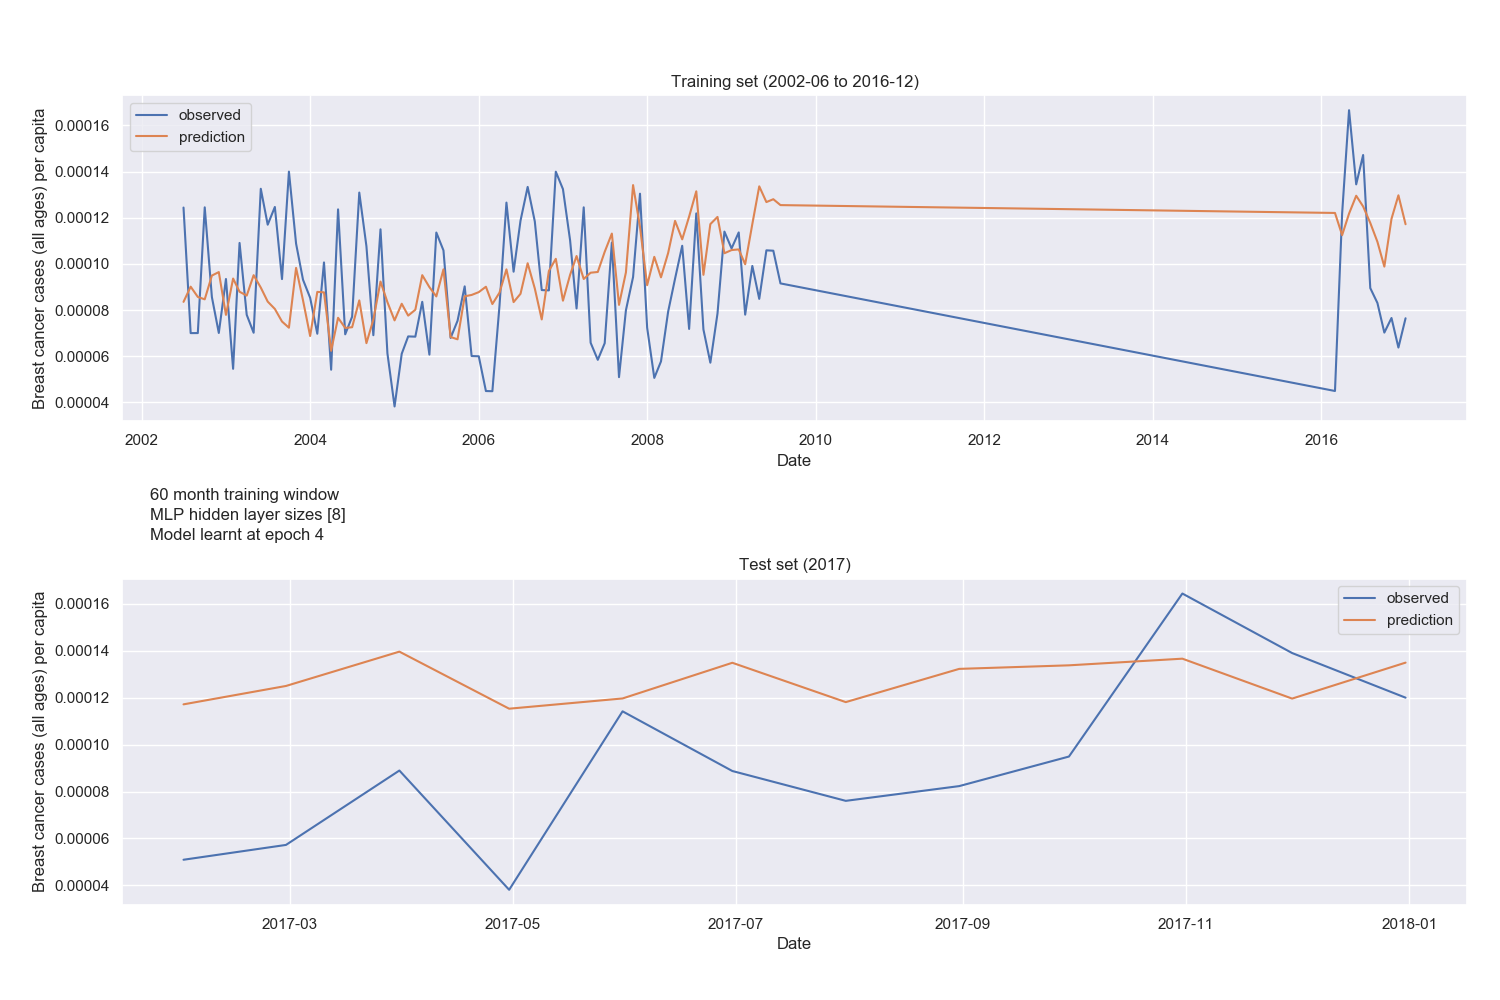 Training set (2002-06 to 2016-12)
observed
prediction
Breast cancer cases (all ages) per capita
0.00016
0.00014
0.00012
0.00010
0.00008
0.00006
0.00004
2002 2004 2006 2008 2010 2012 2014 2016
Date
60 month training window
MLP hidden layer sizes [8]
Model learnt at epoch 4
Test set (2017)
observed
prediction
Breast cancer cases (all ages) per capita
0.00016
0.00014
0.00012
0.00010
0.00008
0.00006
0.00004
2017-03 2017-05 2017-07 2017-09 2017-11 2018-01
Date